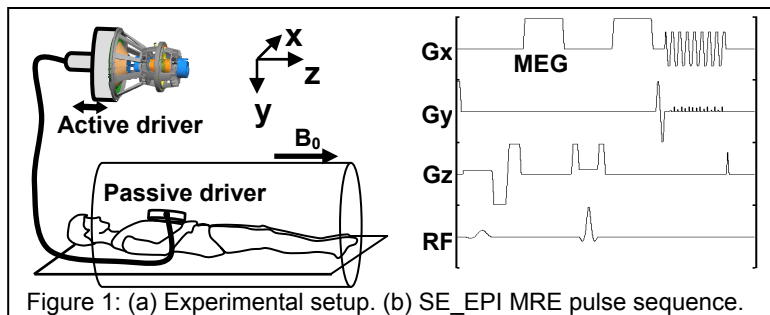 x
z
y
Active driver
B0
Passive driver
Gx
MEG
Gy
Gz
RF
Figure 1: (a) Experimental setup. (b) SE_EPI MRE pulse sequence.